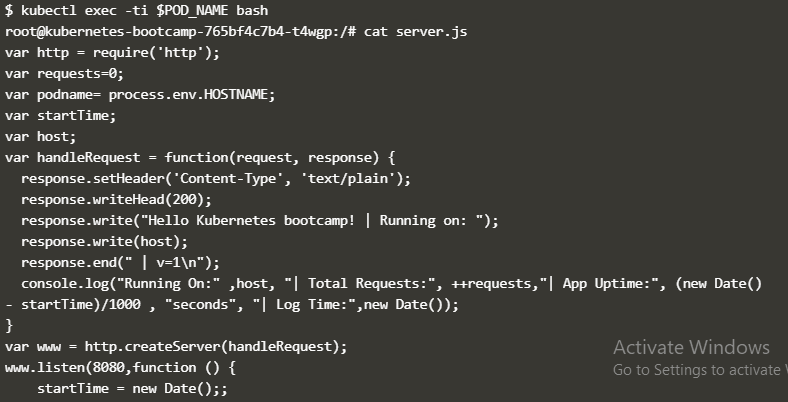 $ kubectl exec -ti $POD_NAME bash
root@kubernetes-bootcamp-765bf4c7b4-t4wgp:/# cat server.js
var http = require('http');
var requests=0;
var podname= process.env.HOSTNAME;
var startTime;
var host;
var handleRequest = function(request, response) {
  response.setHeader('Content-Type', 'text/plain');
  response.writeHead(200);
  response.write("Hello Kubernetes bootcamp! | Running on: ");
  response.write(host);
  response.end(" | v=1\n");
  console.log("Running On:" ,host, "| Total Requests:", ++requests,"| App Uptime:", (new Date()
- startTime)/1000 , "seconds", "| Log Time:",new Date());
}
var www = http.createServer(handleRequest);
www.listen(8080,function () {
    startTime = new Date();;
Activate Windows
Go to Settings to activate